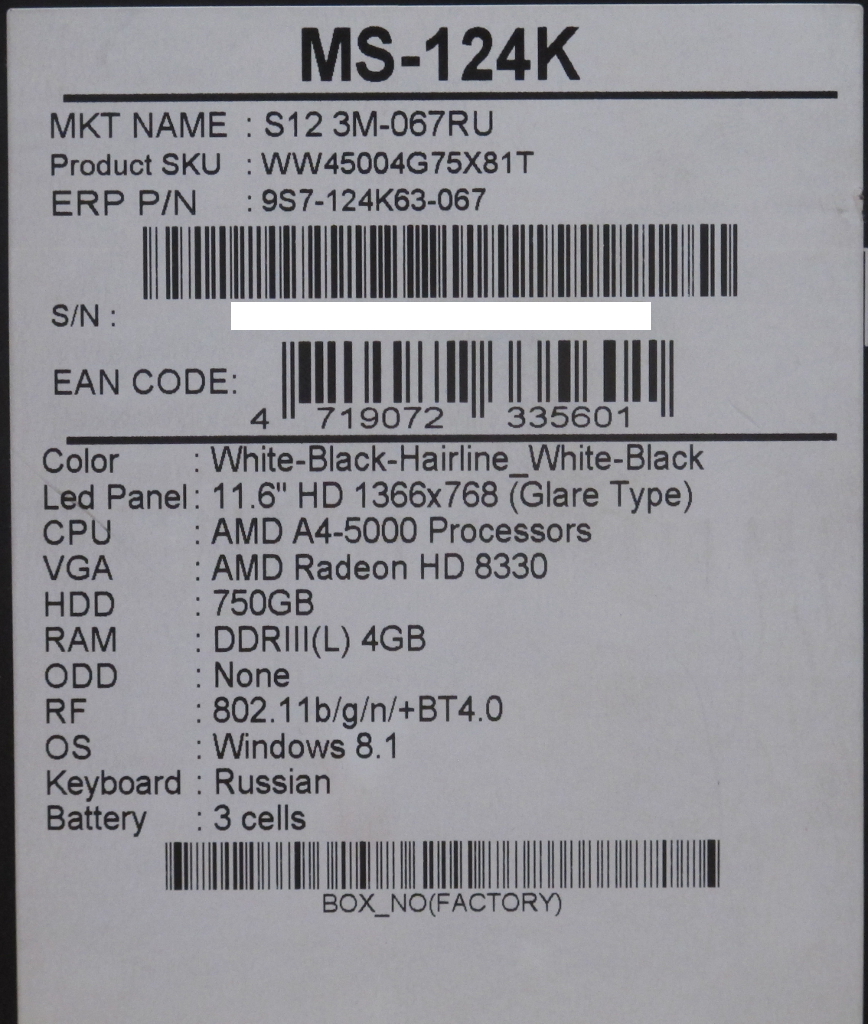 MS-124K
MKT NAME : S12 3M-067RU
Product SKU : WW45004G75X81T
ERP P/N : 9S7-124K63-067
S/N :
EAN CODE:
4 719072 335601
Color : White-Black-Hairline_White-Black
Led Panel : 11.6" HD 1366x768 (Glare Type)
CPU : AMD A4-5000 Processors
VGA : AMD Radeon HD 8330
HDD : 750GB
RAM : DDRIII(L) 4GB
ODD : None
RF : 802.11b/g/n/+BT4.0
OS : Windows 8.1
Keyboard : Russian
Battery : 3 cells
BOX_NO(FACTORY)